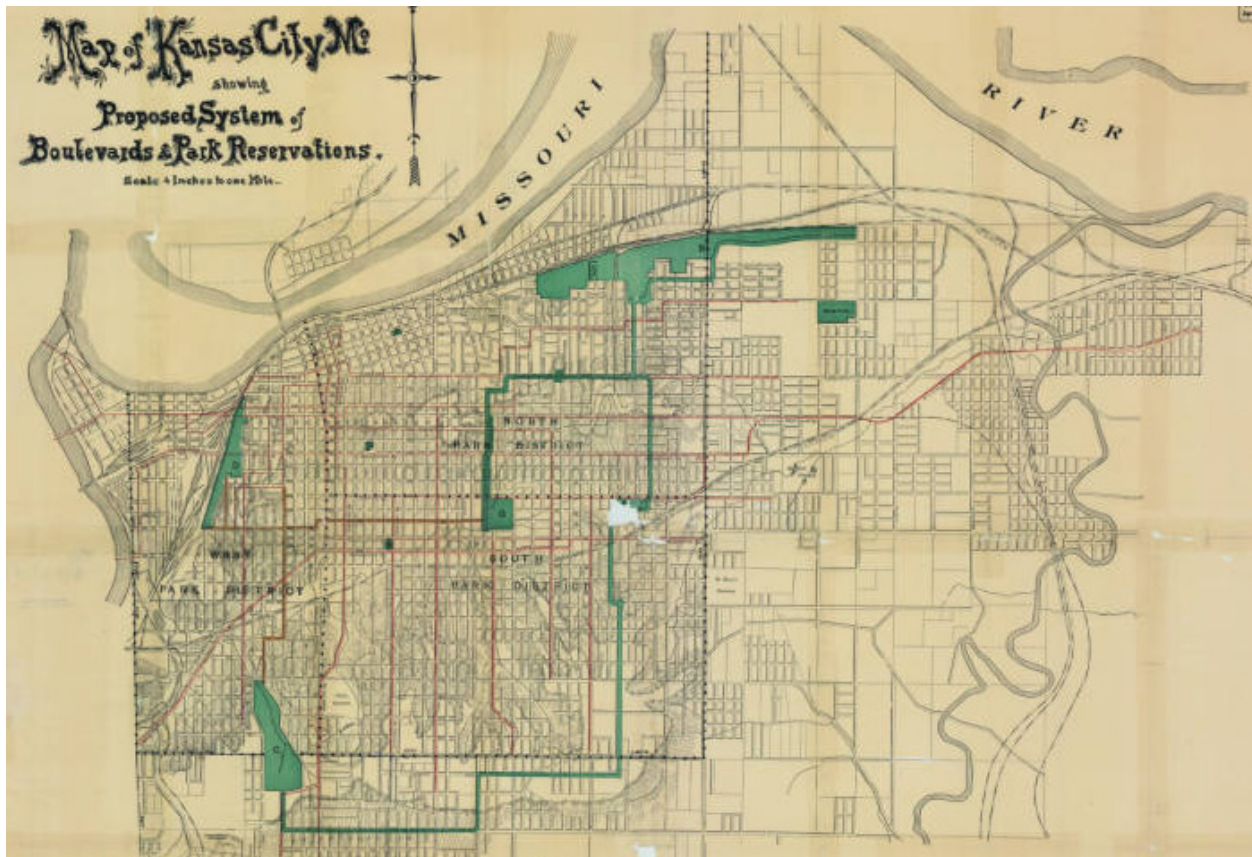 Map of Kansas City, Mo
showing
Proposed System of
Boulevards & Park Reservations.
Scale 4 Inches to one Mile.
MISSOURI
RIVER
NORTH
PARK DISTRICT
WEST
PARK DISTRICT
SOUTH
PARK DISTRICT
D
G
C